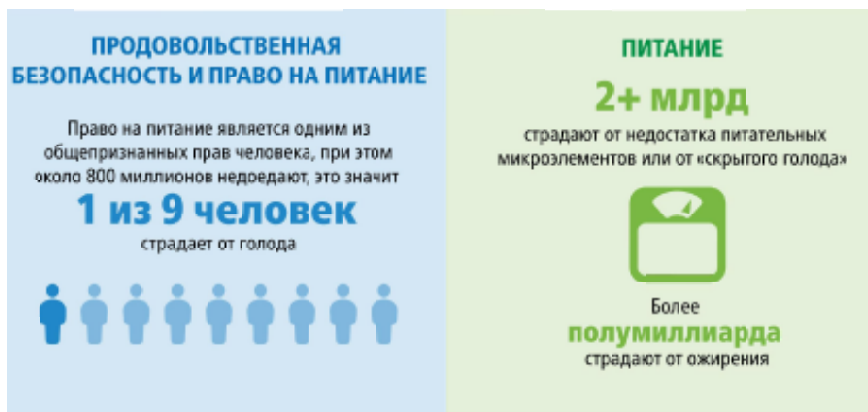 ПРОДОВОЛЬСТВЕННАЯ
БЕЗОПАСНОСТЬ И ПРАВО НА ПИТАНИЕ
Право на питание является одним из
общепризнанных прав человека, при этом
около 800 миллионов недоедают, это значит
1 из 9 человек
страдает от голода
ПИТАНИЕ
2+ млрд
страдают от недостатка питательных
микроэлементов или от «скрытого голода»
Более
полумиллиарда
страдают от ожирения